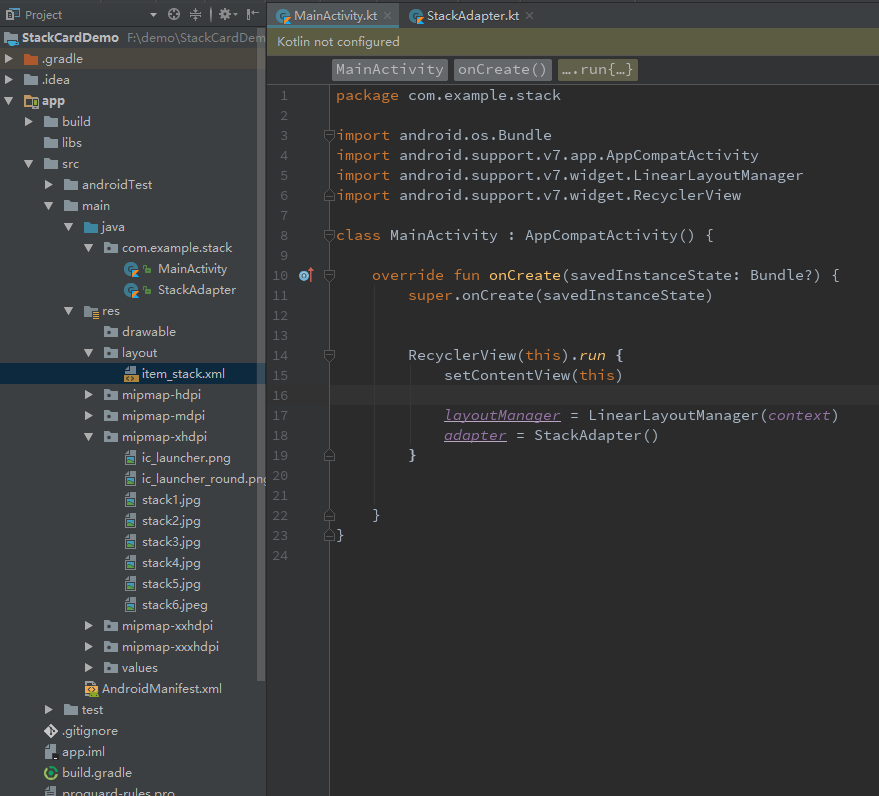 Project
StackCardDemo F:\demo\StackCardDem
.gradle
.idea
app
build
libs
src
androidTest
main
java
com.example.stack
MainActivity
StackAdapter
res
drawable
layout
item_stack.xml
mipmap-hdpi
mipmap-mdpi
mipmap-xhdpi
ic_launcher.png
ic_launcher_round.png
stack1.jpg
stack2.jpg
stack3.jpg
stack4.jpg
stack5.jpg
stack6.jpeg
mipmap-xxhdpi
mipmap-xxxhdpi
values
AndroidManifest.xml
test
.gitignore
app.iml
build.gradle
proguard-rules.pro
MainActivity.kt × StackAdapter.kt ×
Kotlin not configured
MainActivity onCreate() ….run{…}
1 package com.example.stack
2
3 import android.os.Bundle
4 import android.support.v7.app.AppCompatActivity
5 import android.support.v7.widget.LinearLayoutManager
6 import android.support.v7.widget.RecyclerView
7
8 class MainActivity : AppCompatActivity() {
9
10 override fun onCreate(savedInstanceState: Bundle?) {
11 super.onCreate(savedInstanceState)
12
13
14 RecyclerView(this).run {
15 setContentView(this)
16
17 layoutManager = LinearLayoutManager(context)
18 adapter = StackAdapter()
19 }
20
21
22 }
23 }
24